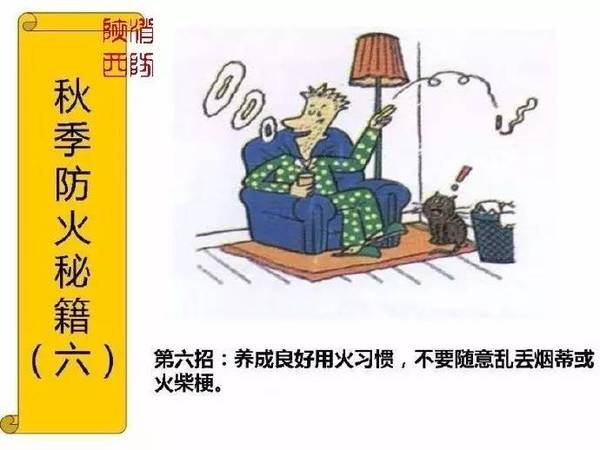 陕西
消防
秋季防火秘籍（六）
!
第六招：养成良好用火习惯，不要随意乱丢烟蒂或
火柴梗。